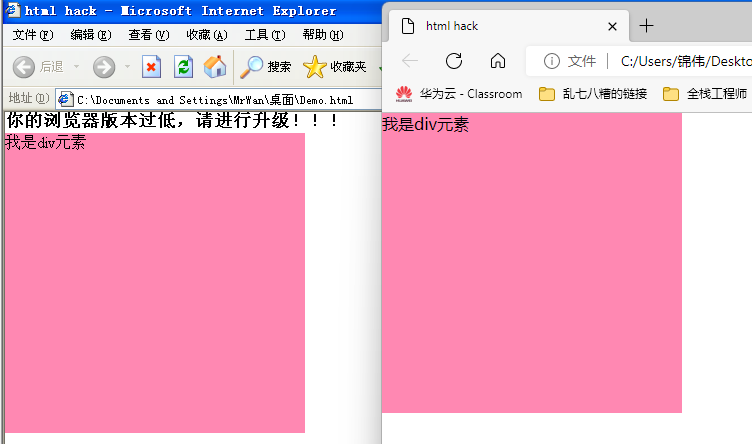 html hack - Microsoft Internet Explorer
文件(F) 编辑(E) 查看(V) 收藏(A) 工具(T) 帮助(H)
后退 搜索 收藏夹
地址(D) C:\Documents and Settings\MrWan\桌面\Demo.html
你的浏览器版本过低，请进行升级！！！
我是div元素
html hack
文件 C:/Users/锦伟/Deskto
HUAWEI 华为云 - Classroom 乱七八糟的链接 全栈工程师
我是div元素